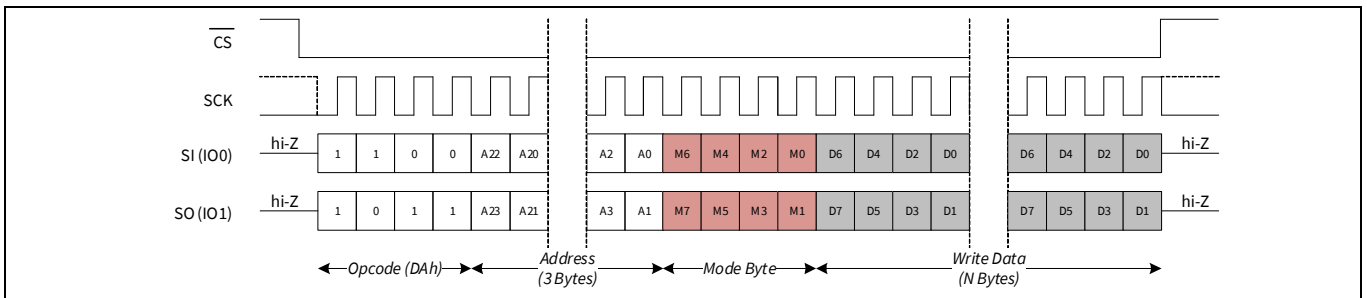 CS
SCK
SI (IO0) hi-Z 1 1 0 0 A22 A20 A2 A0 M6 M4 M2 M0 D6 D4 D2 D0 D6 D4 D2 D0 hi-Z
SO (IO1) hi-Z 1 0 1 1 A23 A21 A3 A1 M7 M5 M3 M1 D7 D5 D3 D1 D7 D5 D3 D1 hi-Z
Opcode (DAh) Address Mode Byte Write Data
(3 Bytes) (N Bytes)